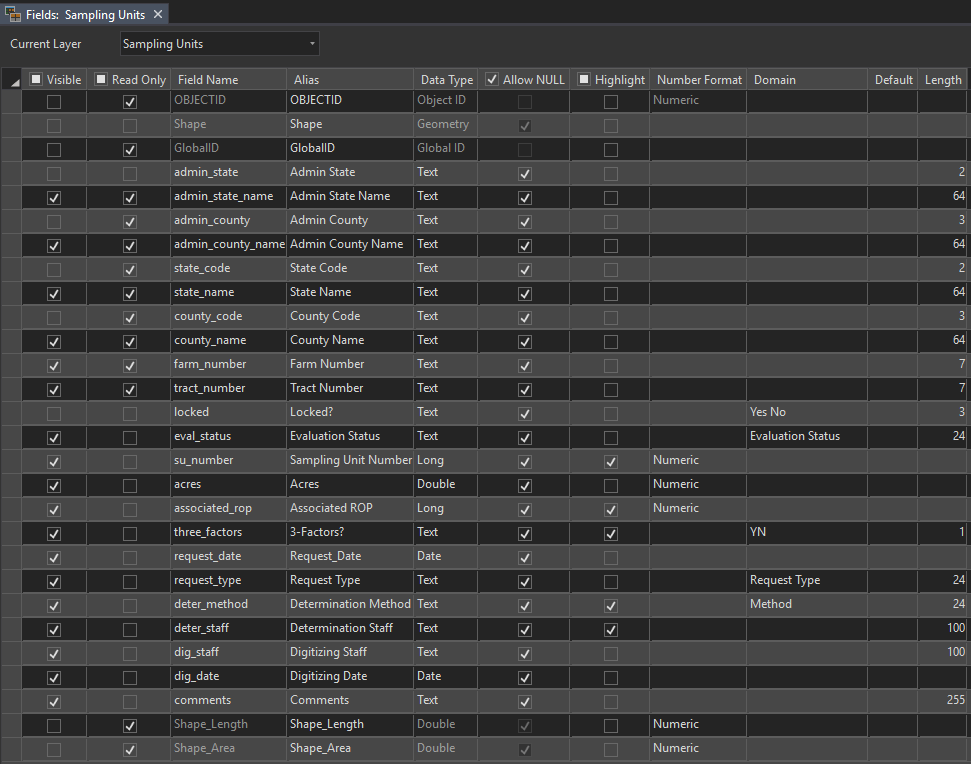 Fields: Sampling Units
Current Layer Sampling Units
Visible Read Only Field Name Alias Data Type Allow NULL Highlight Number Format Domain Default Length
OBJECTID OBJECTID Object ID Numeric
Shape Shape Geometry
GlobalID GlobalID Global ID
admin_state Admin State Text 2
admin_state_name Admin State Name Text 64
admin_county Admin County Text 3
admin_county_name Admin County Name Text 64
state_code State Code Text 2
state_name State Name Text 64
county_code County Code Text 3
county_name County Name Text 64
farm_number Farm Number Text 7
tract_number Tract Number Text 7
locked Locked? Text Yes No 3
eval_status Evaluation Status Text Evaluation Status 24
su_number Sampling Unit Number Long Numeric
acres Acres Double Numeric
associated_rop Associated ROP Long Numeric
three_factors 3-Factors? Text YN 1
request_date Request_Date Date
request_type Request Type Text Request Type 24
deter_method Determination Method Text Method 24
deter_staff Determination Staff Text 100
dig_staff Digitizing Staff Text 100
dig_date Digitizing Date Date
comments Comments Text 255
Shape_Length Shape_Length Double Numeric
Shape_Area Shape_Area Double Numeric